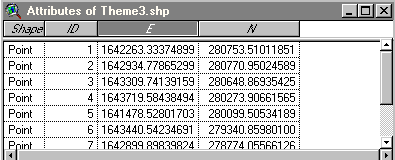 Attributes of Theme3.shp
Shape ID E N
Point 1 1642263.33374899 280753.51011851
Point 2 1642934.77865299 280770.95024589
Point 3 1643309.74139159 280648.86935425
Point 4 1643719.58438494 280273.90661565
Point 5 1641478.52801703 280099.50534189
Point 6 1643440.54234691 279340.85980100
Point 7 1642899.89839824 278774.05566126